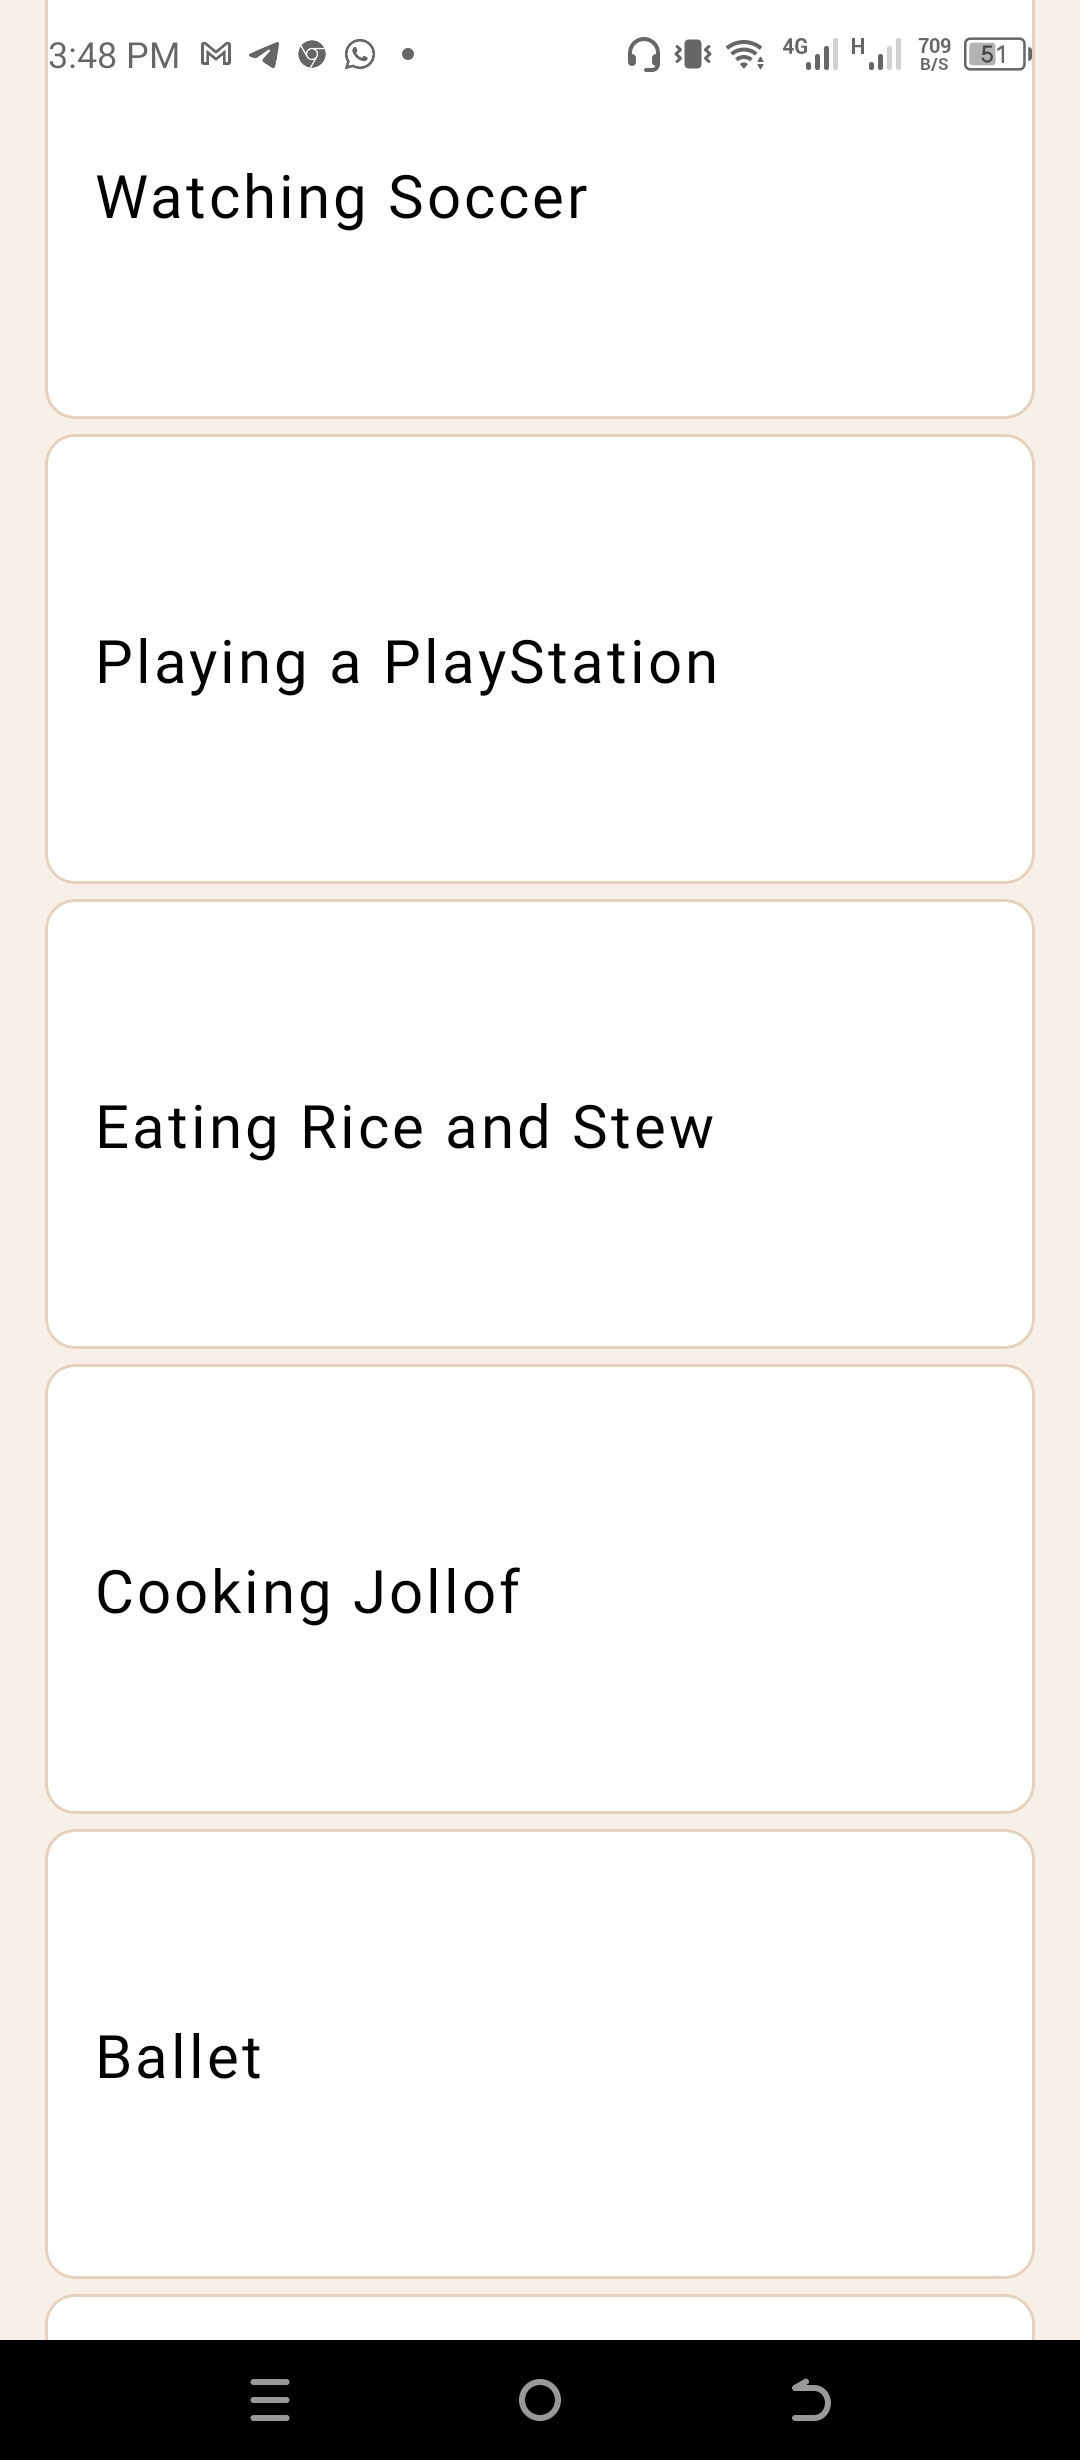 3:48 PM
4G
H
709
B/S
51
Watching Soccer
Playing a PlayStation
Eating Rice and Stew
Cooking Jollof
Ballet